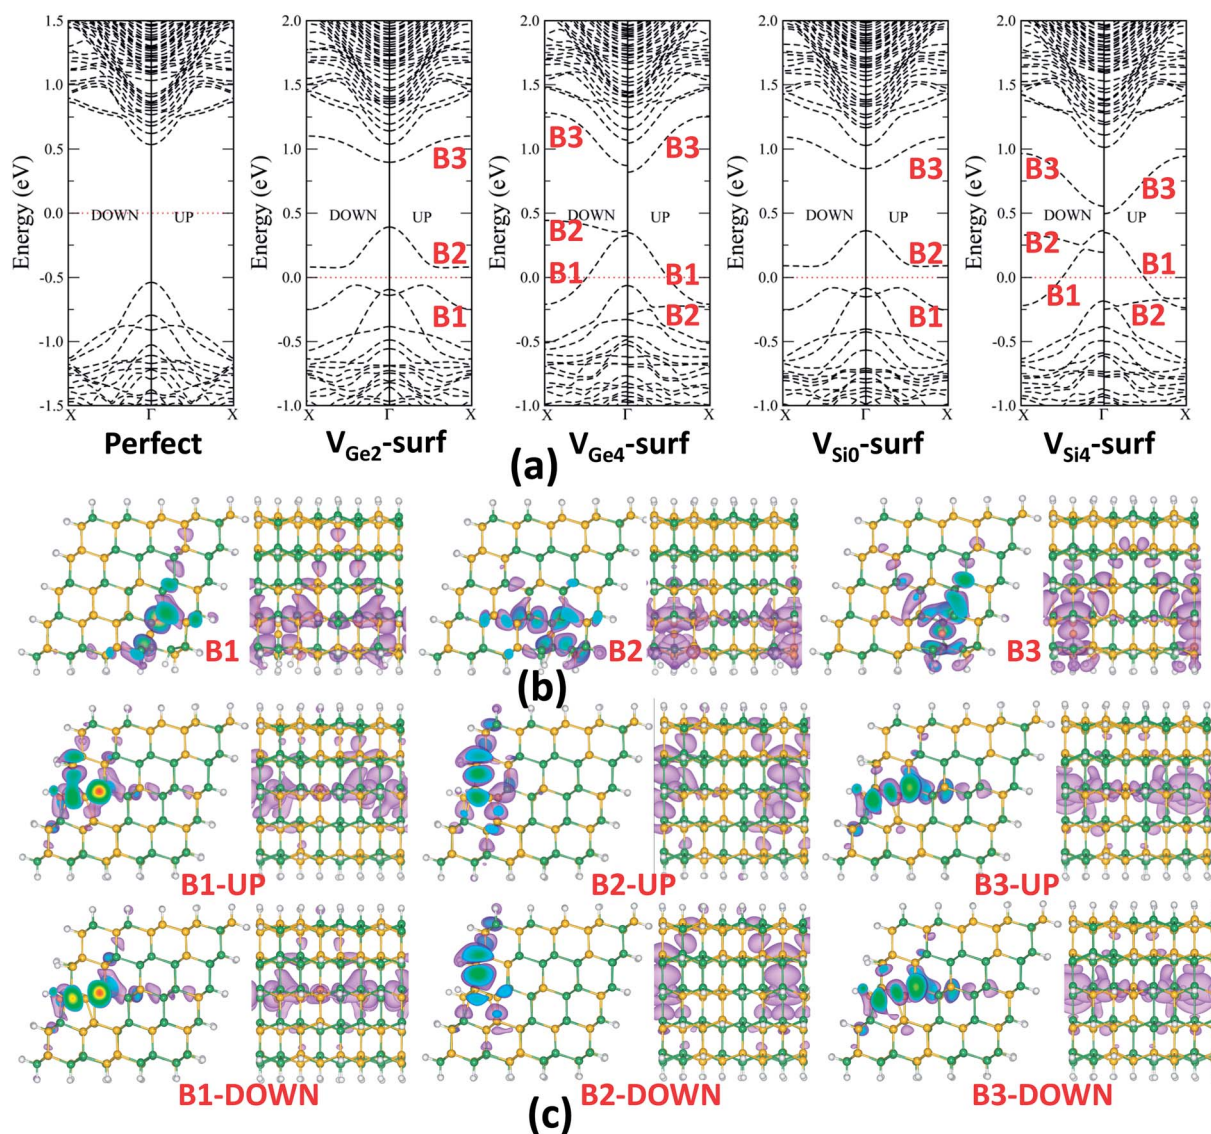 1.5
1.0
0.5
0.0
-0.5
-1.0
-1.5
Energy (eV)
DOWN
UP
X
Γ
X
Perfect
2.0
1.5
1.0
0.5
0.0
-0.5
-1.0
Energy (eV)
DOWN
UP
B3
B2
B1
X
Γ
X
V_Ge2-surf
2.0
1.5
1.0
0.5
0.0
-0.5
-1.0
Energy (eV)
B3
B3
DOWN
UP
B2
B1
B1
B2
X
Γ
X
V_Ge4-surf
2.0
1.5
1.0
0.5
0.0
-0.5
-1.0
Energy (eV)
B3
DOWN
UP
B2
B1
X
Γ
X
V_Si0-surf
2.0
1.5
1.0
0.5
0.0
-0.5
-1.0
Energy (eV)
B3
B3
DOWN
UP
B2
B1
B1
B2
X
Γ
X
V_Si4-surf
(a)
B1
B2
B3
(b)
B1-UP
B2-UP
B3-UP
B1-DOWN
B2-DOWN
B3-DOWN
(c)